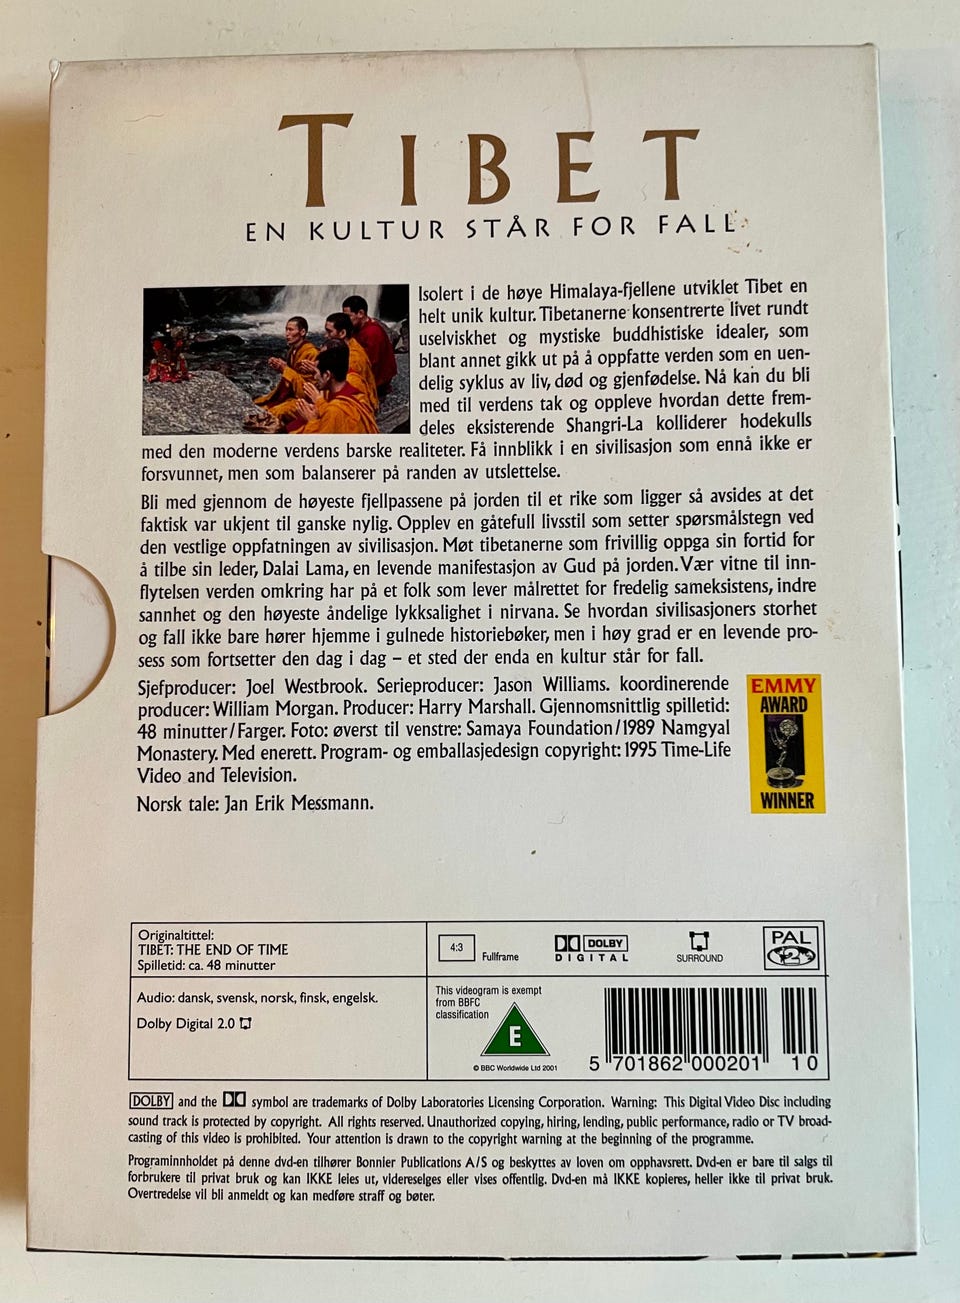 TIBET
EN KULTUR STÅR FOR FALL
Isolert i de høye Himalaya-fjellene utviklet Tibet en
helt unik kultur. Tibetanerne konsentrerte livet rundt
uselviskhet og mystiske buddhistiske idealer, som
blant annet gikk ut på å oppfatte verden som en uen-
delig syklus av liv, død og gjenfødelse. Nå kan du bli
med til verdens tak og oppleve hvordan dette frem-
deles eksisterende Shangri-La kolliderer hodekulls
med den moderne verdens barske realiteter. Få innblikk i en sivilisasjon som ennå ikke er
forsvunnet, men som balanserer på randen av utslettelse.
Bli med gjennom de høyeste fjellpassene på jorden til et rike som ligger så avsides at det
faktisk var ukjent til ganske nylig. Opplev en gåtefull livsstil som setter spørsmålstegn ved
den vestlige oppfatningen av sivilisasjon. Møt tibetanerne som frivillig oppga sin fortid for
å tilbe sin leder, Dalai Lama, en levende manifestasjon av Gud på jorden. Vær vitne til inn-
flytelsen verden omkring har på et folk som lever målrettet for fredelig sameksistens, indre
sannhet og den høyeste åndelige lykksalighet i nirvana. Se hvordan sivilisasjoners storhet
og fall ikke bare hører hjemme i gulnede historiebøker, men i høy grad er en levende pro-
sess som fortsetter den dag i dag – et sted der enda en kultur står for fall.
Sjefproducer: Joel Westbrook. Serieproducer: Jason Williams. koordinerende
producer: William Morgan. Producer: Harry Marshall. Gjennomsnittlig spilletid:
48 minutter/Farger. Foto: øverst til venstre: Samaya Foundation/1989 Namgyal
Monastery. Med enerett. Program- og emballasjedesign copyright: 1995 Time-Life
Video and Television.
Norsk tale: Jan Erik Messmann.
EMMY
AWARD
WINNER
Originaltittel:
TIBET: THE END OF TIME
Spilletid: ca. 48 minutter
4:3
Fullframe
DOLBY
DIGITAL
SURROUND
PAL
2
Audio: dansk, svensk, norsk, finsk, engelsk.
Dolby Digital 2.0
This videogram is exempt
from BBFC
classification
E
© BBC Worldwide Ltd 2001
5 701862 000201 10
DOLBY and the symbol are trademarks of Dolby Laboratories Licensing Corporation. Warning: This Digital Video Disc including
sound track is protected by copyright. All rights reserved. Unauthorized copying, hiring, lending, public performance, radio or TV broad-
casting of this video is prohibited. Your attention is drawn to the copyright warning at the beginning of the programme.
Programinnholdet på denne dvd-en tilhører Bonnier Publications A/S og beskyttes av loven om opphavsrett. Dvd-en er bare til salgs til
forbrukere til privat bruk og kan IKKE leies ut, videreselges eller vises offentlig. Dvd-en må IKKE kopieres, heller ikke til privat bruk.
Overtredelse vil bli anmeldt og kan medføre straff og bøter.